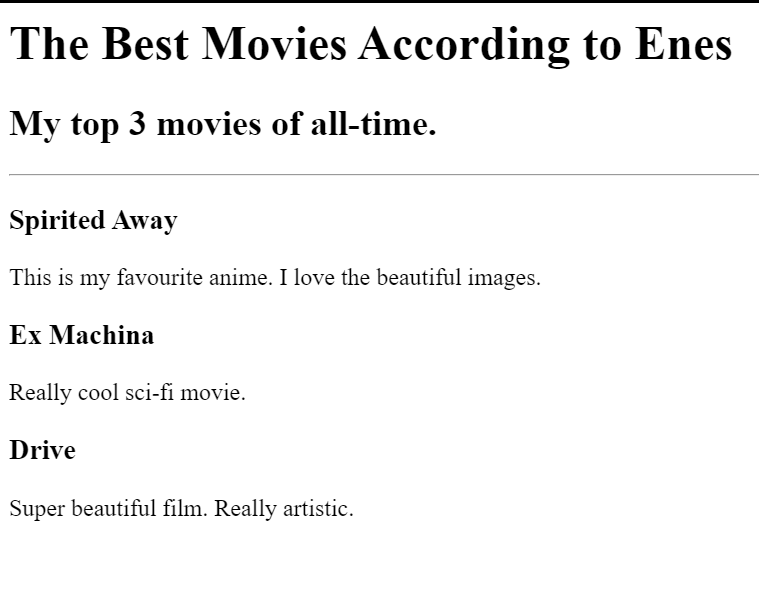 The Best Movies According to Enes
My top 3 movies of all-time.
Spirited Away
This is my favourite anime. I love the beautiful images.
Ex Machina
Really cool sci-fi movie.
Drive
Super beautiful film. Really artistic.